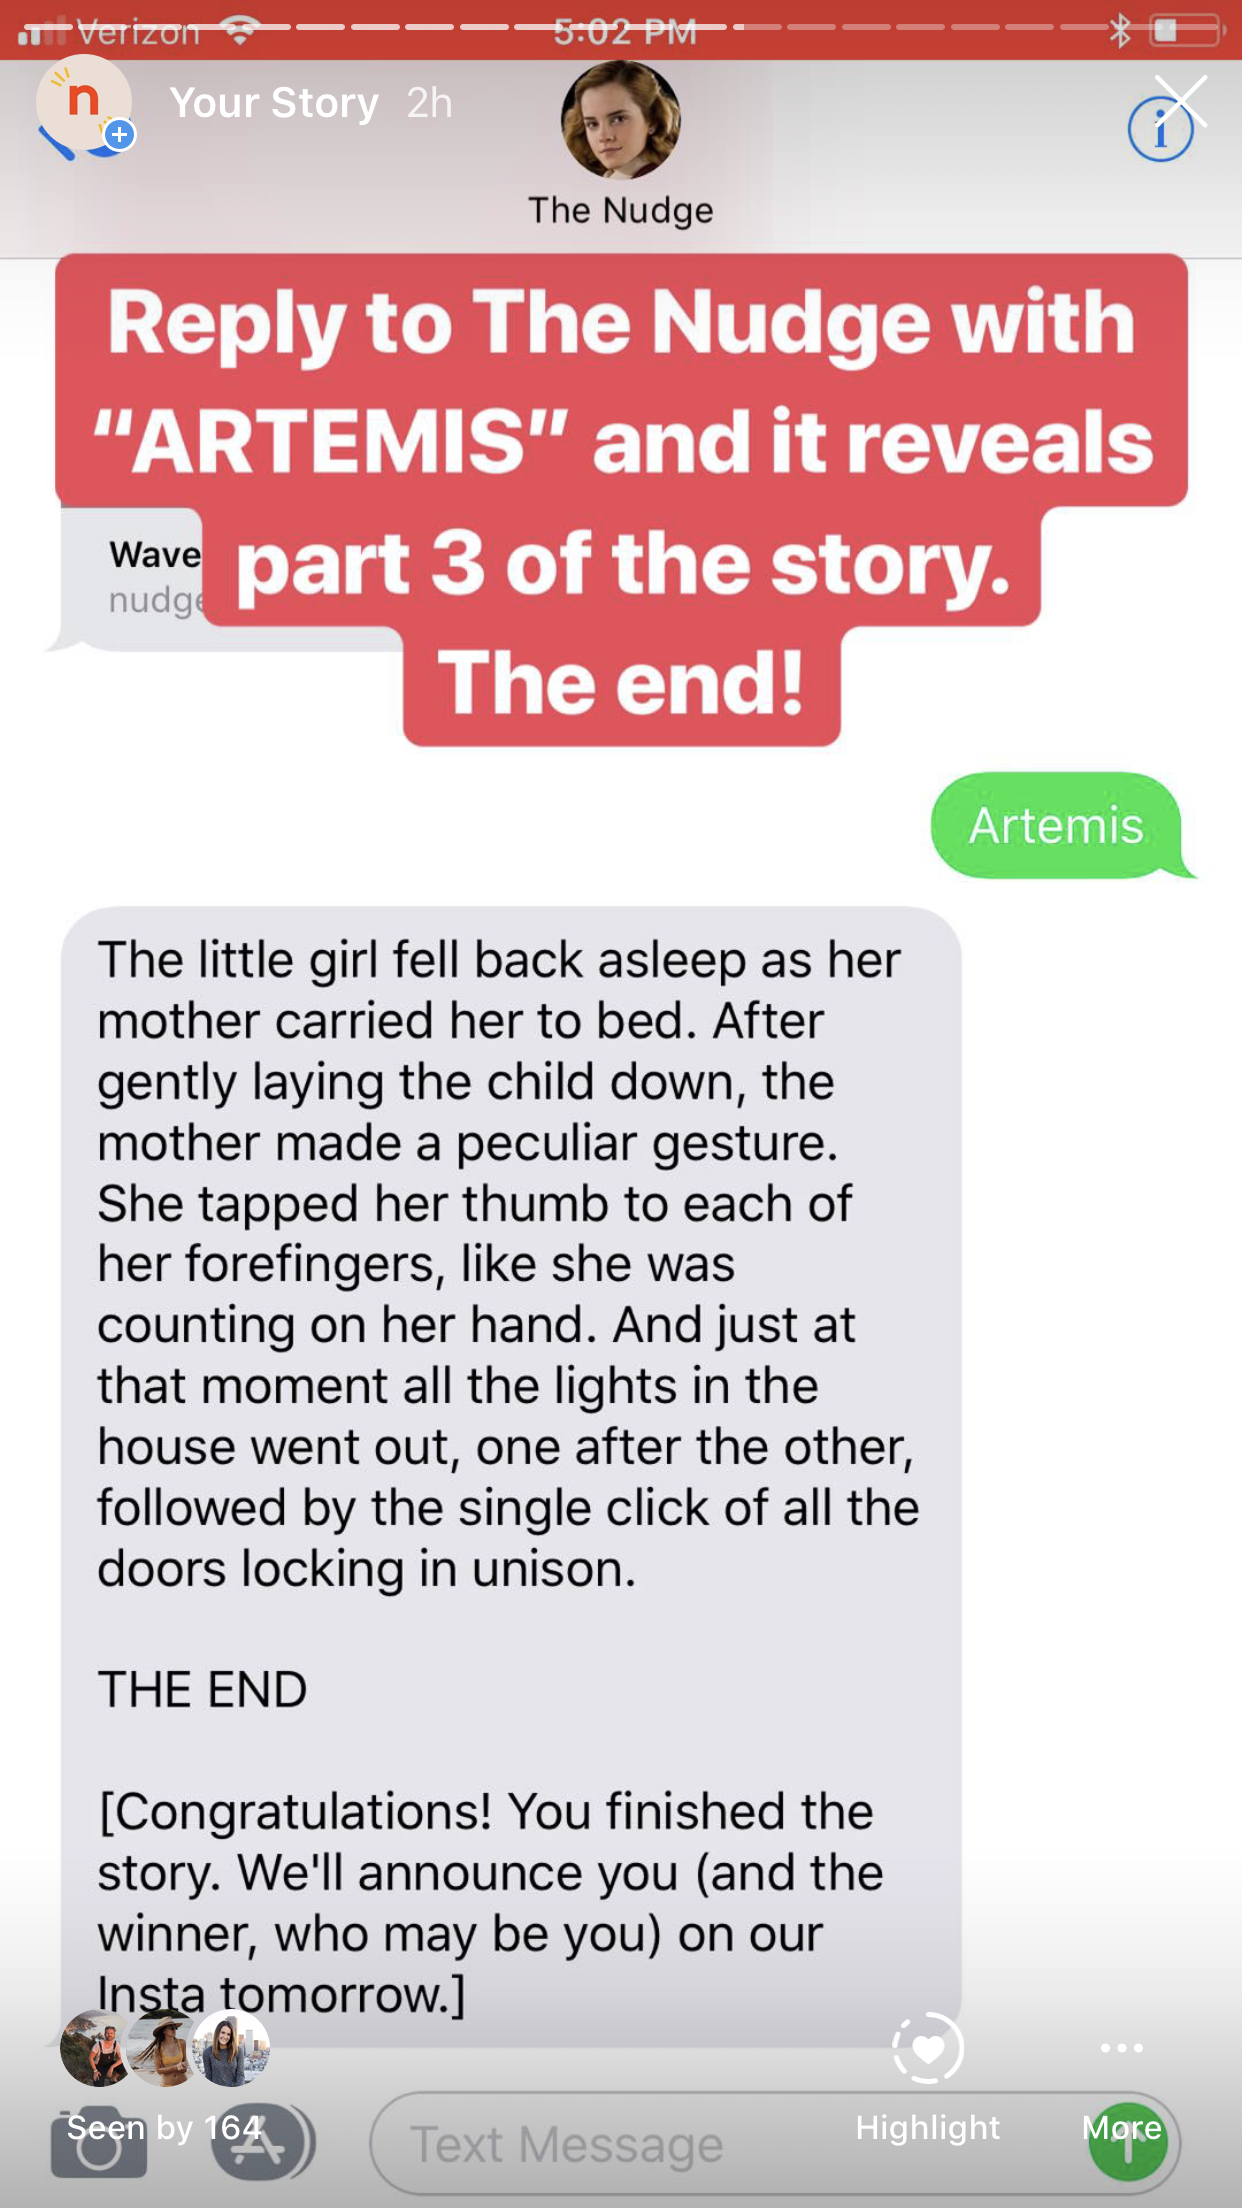 Verizon 5:02 PM
n Your Story 2h
i
The Nudge
Reply to The Nudge with
“ARTEMIS” and it reveals
part 3 of the story.
The end!
Wave
nudge
Artemis
The little girl fell back asleep as her
mother carried her to bed. After
gently laying the child down, the
mother made a peculiar gesture.
She tapped her thumb to each of
her forefingers, like she was
counting on her hand. And just at
that moment all the lights in the
house went out, one after the other,
followed by the single click of all the
doors locking in unison.
THE END
[Congratulations! You finished the
story. We'll announce you (and the
winner, who may be you) on our
Insta tomorrow.]
Seen by 164
Highlight
More
Text Message